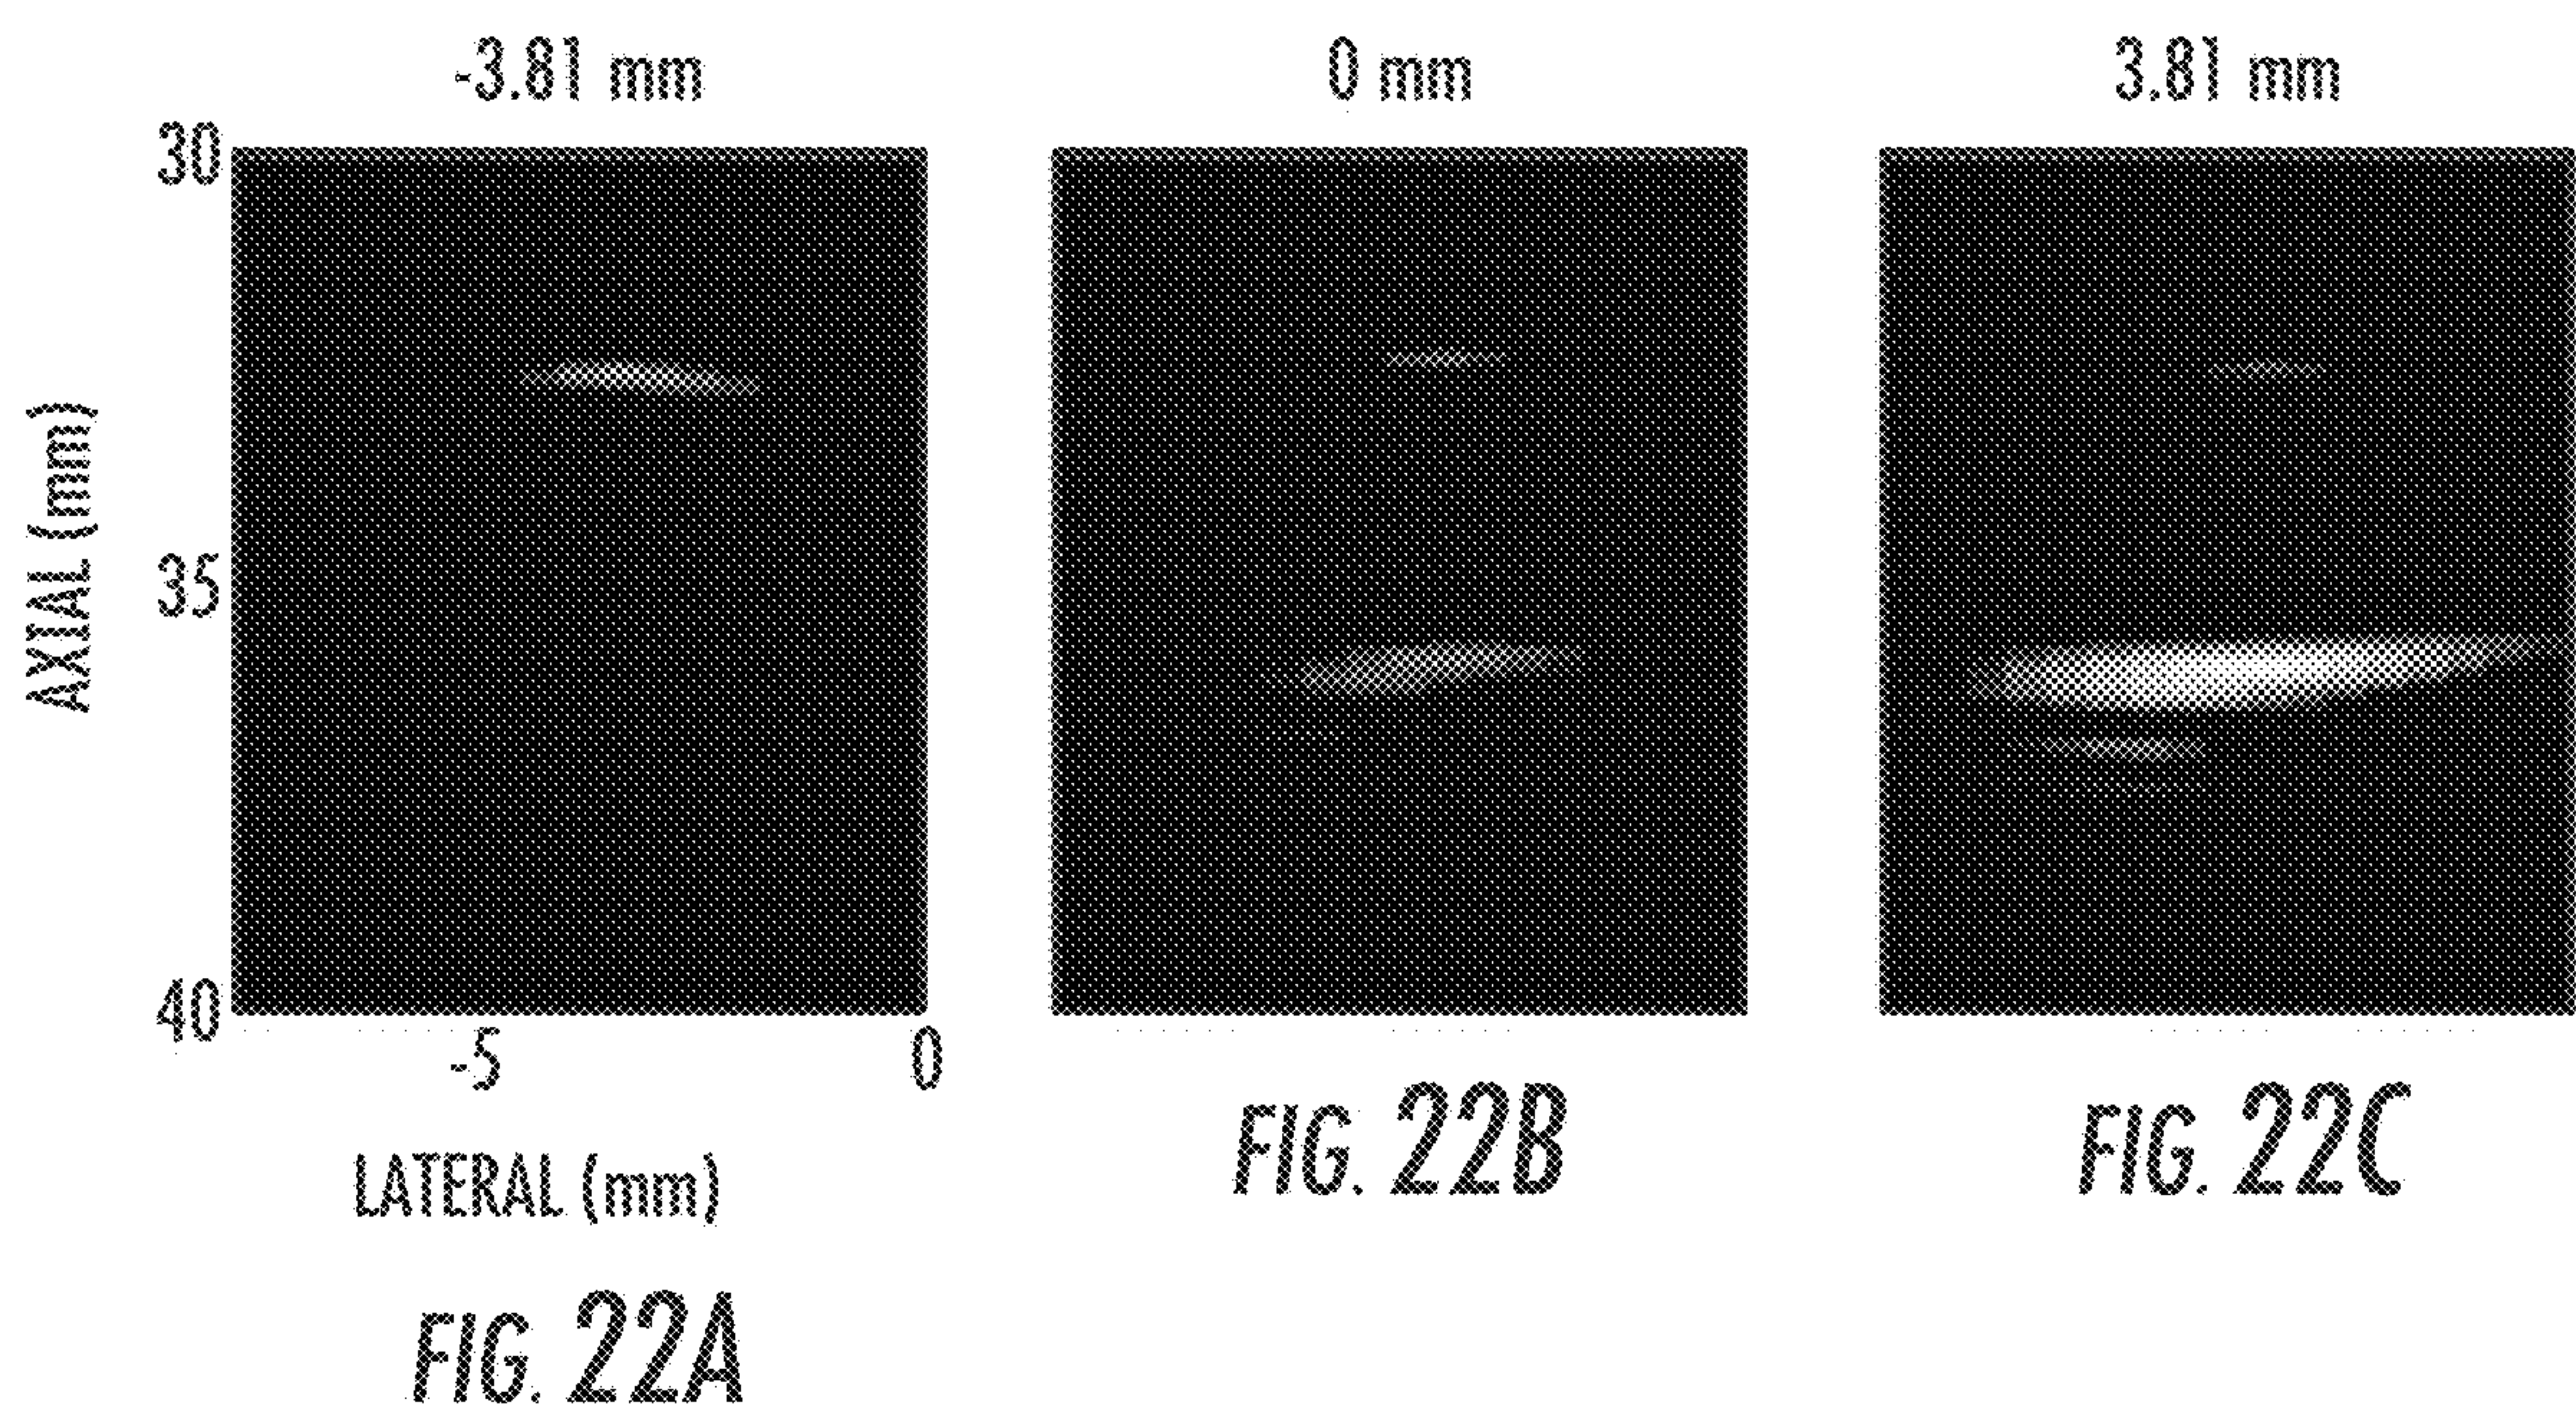 -3.81 mm
0 mm
3.81 mm
30
35
40
AXIAL (mm)
-5
0
LATERAL (mm)
FIG. 22A
FIG. 22B
FIG. 22C